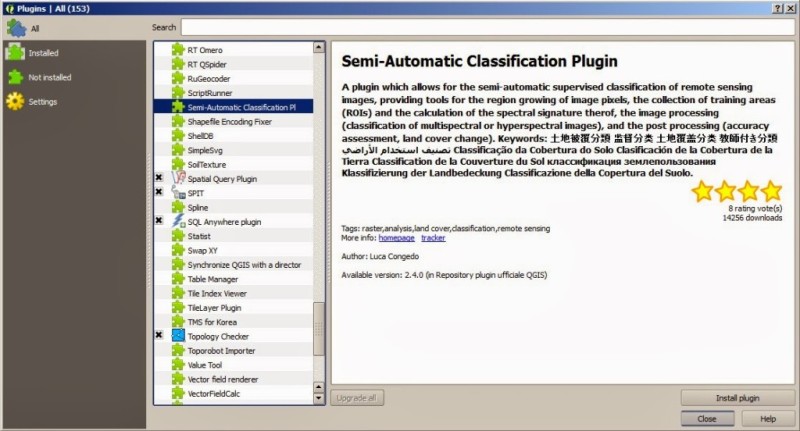 Plugins | All (153)
All
Installed
Not installed
Settings
Search
RT Omero
RT QSpider
RuGeocoder
ScriptRunner
Semi-Automatic Classification Pl
Shapefile Encoding Fixer
ShellDB
SimpleSvg
SoilTexture
Spatial Query Plugin
SPIT
Spline
SQL Anywhere plugin
Statist
Swap XY
Synchronize QGIS with a director
Table Manager
Tile Index Viewer
TileLayer Plugin
TMS for Korea
Topology Checker
Toporobot Importer
Value Tool
Vector field renderer
VectorFieldCalc
Semi-Automatic Classification Plugin
A plugin which allows for the semi-automatic supervised classification of remote sensing
images, providing tools for the region growing of image pixels, the collection of training areas
(ROIs) and the calculation of the spectral signature therof, the image processing
(classification of multispectral or hyperspectral images), and the post processing (accuracy
assessment, land cover change). Keywords: 土地被覆分類 监督分类 土地覆盖分类 教師付き分類
تصنيف استخدام الأراضي Classificação da Cobertura do Solo Clasificación de la Cobertura de la
Tierra Classification de la Couverture du Sol классификация землепользования
Klassifizierung der Landbedeckung Classificazione della Copertura del Suolo.
8 rating vote(s)
14256 downloads
Tags: raster,analysis,land cover,classification,remote sensing
More info: homepage tracker
Author: Luca Congedo
Available version: 2.4.0 (in Repository plugin ufficiale QGIS)
Upgrade all
Install plugin
Close
Help